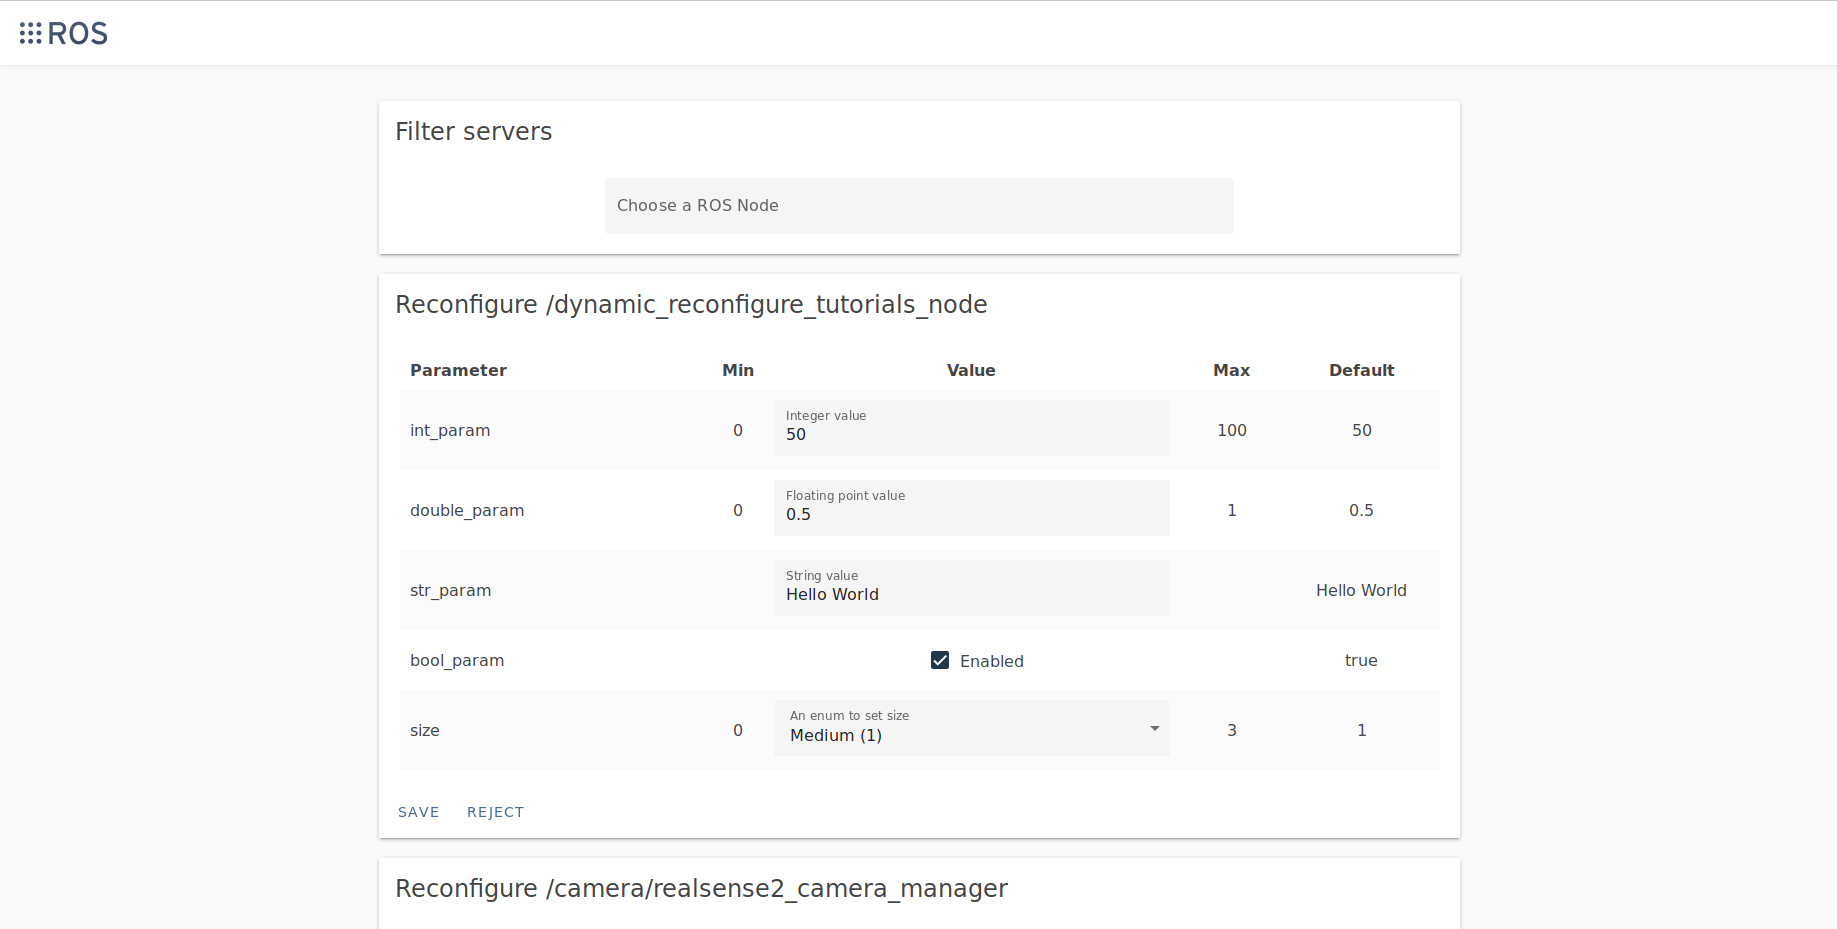 ROS
Filter servers
Choose a ROS Node
Reconfigure /dynamic_reconfigure_tutorials_node
Parameter Min Value Max Default
int_param 0 Integer value 50 100 50
double_param 0 Floating point value 0.5 1 0.5
str_param String value Hello World Hello World
bool_param Enabled true
size 0 An enum to set size Medium (1) 3 1
SAVE REJECT
Reconfigure /camera/realsense2_camera_manager